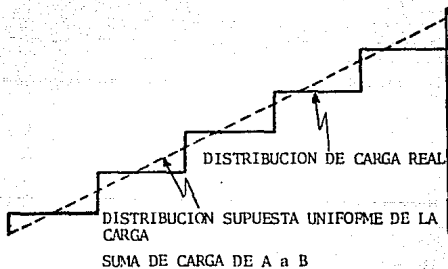 DISTRIBUCION DE CARGA REAL
DISTRIBUCION SUPUESTA UNIFORME DE LA
CARGA
SUMA DE CARGA DE A a B